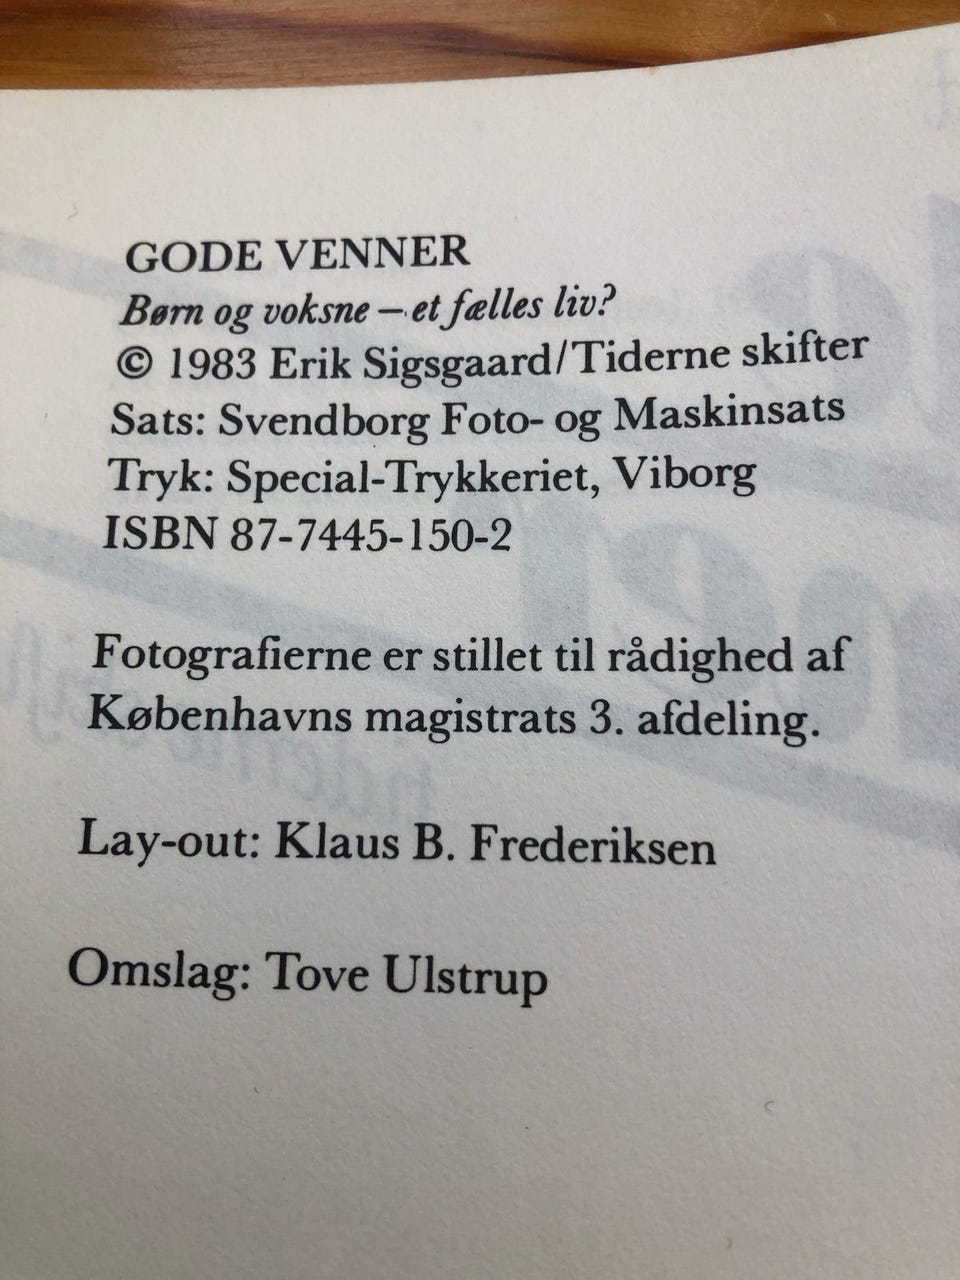 GODE VENNER
Børn og voksne – et fælles liv?
© 1983 Erik Sigsgaard/Tiderne skifter
Sats: Svendborg Foto- og Maskinsats
Tryk: Special-Trykkeriet, Viborg
ISBN 87-7445-150-2
Fotografierne er stillet til rådighed af
Københavns magistrats 3. afdeling.
Lay-out: Klaus B. Frederiksen
Omslag: Tove Ulstrup